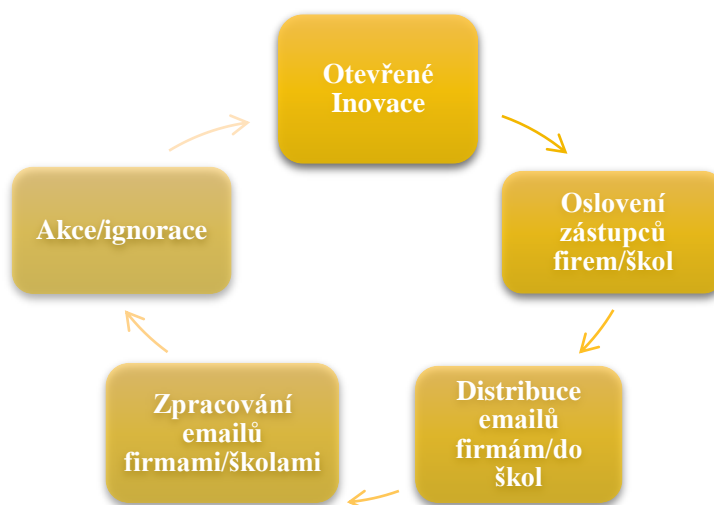 Otevřené
Inovace
Oslovení
zástupců
firem/škol
Distribuce
emailů
firmám/do
škol
Zpracování
emailů
firmami/školami
Akce/ignorace